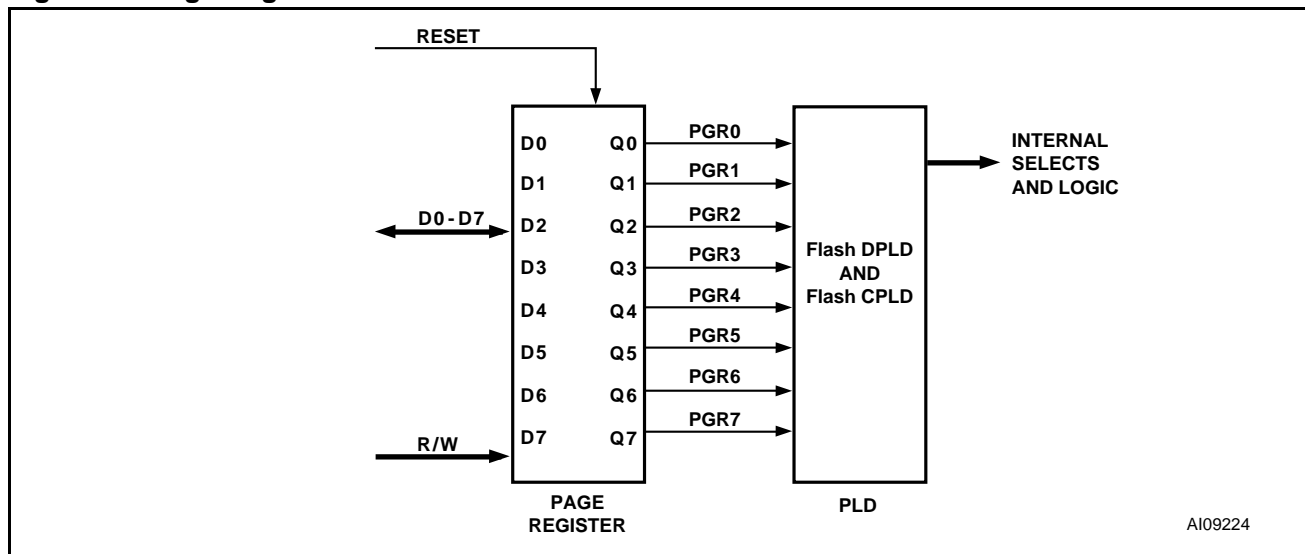 RESET
D0 Q0 PGR0
D1 Q1 PGR1
D0-D7 D2 Q2 PGR2
D3 Q3 PGR3
D4 Q4 PGR4
D5 Q5 PGR5
D6 Q6 PGR6
R/W D7 Q7 PGR7
Flash DPLD
AND
Flash CPLD
INTERNAL
SELECTS
AND LOGIC
PAGE
REGISTER
PLD
AI09224